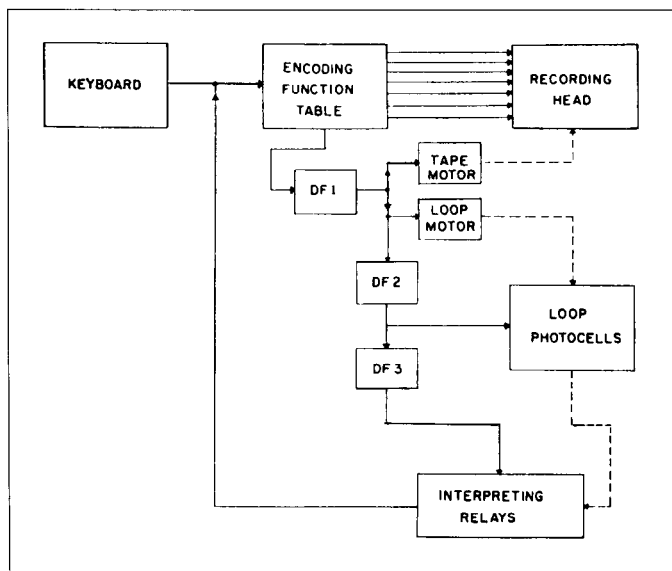 KEYBOARD
ENCODING
FUNCTION
TABLE
RECORDING
HEAD
TAPE
MOTOR
DF 1
LOOP
MOTOR
DF 2
LOOP
PHOTOCELLS
DF 3
INTERPRETING
RELAYS